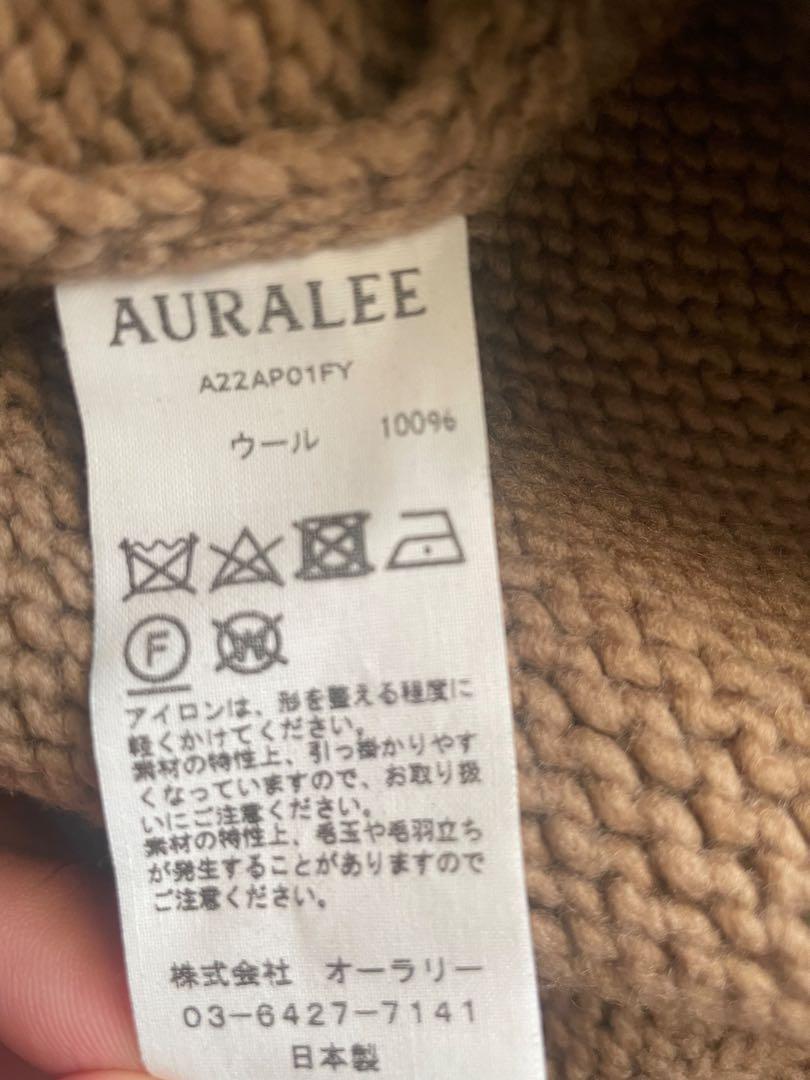 AURALEE
A22AP01FY
ウール 100%
F
W
アイロンは、形を整える程度に
軽くかけてください。
素材の特性上、引っ掛かりやす
くなっていますので、お取り扱
いにご注意ください。
素材の特性上、毛玉や毛羽立ち
が発生することがありますので
ご注意ください。
株式会社 オーラリー
03-6427-7141
日本製